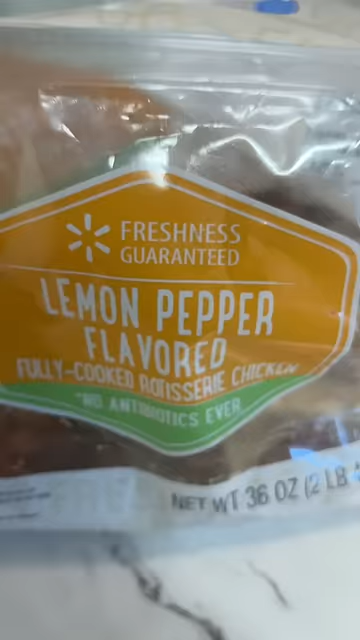 FRESHNESS
GUARANTEED
LEMON PEPPER
FLAVORED
FULLY-COOKED ROTISSERIE CHICKEN
*NO ANTIBIOTICS EVER
NET WT 36 OZ (2 LB